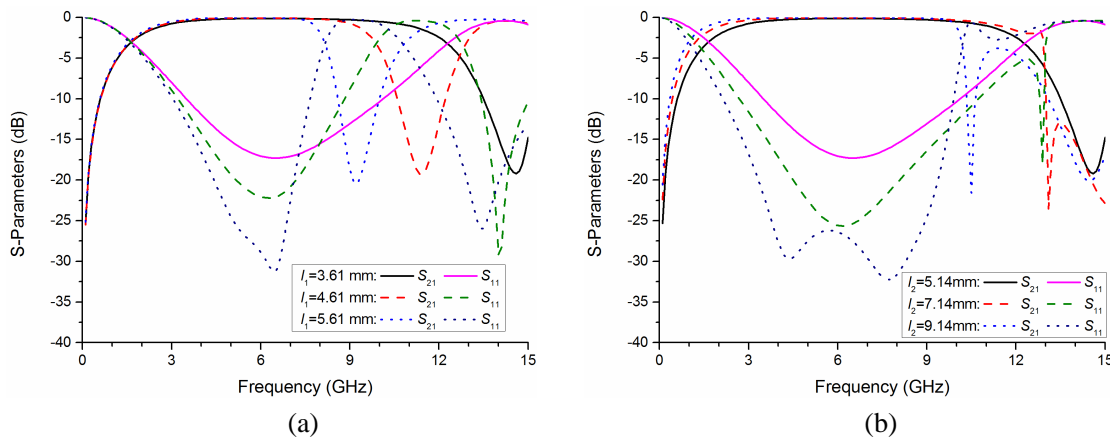 0
-5
-10
-15
-20
-25
-30
-35
-40
S-Parameters (dB)
l₁=3.61 mm: S₂₁ S₁₁
l₁=4.61 mm: S₂₁ S₁₁
l₁=5.61 mm: S₂₁ S₁₁
0 3 6 9 12 15
Frequency (GHz)
(a)
0
-5
-10
-15
-20
-25
-30
-35
-40
S-Parameters (dB)
l₂=5.14mm: S₂₁ S₁₁
l₂=7.14mm: S₂₁ S₁₁
l₂=9.14mm: S₂₁ S₁₁
0 3 6 9 12 15
Frequency (GHz)
(b)